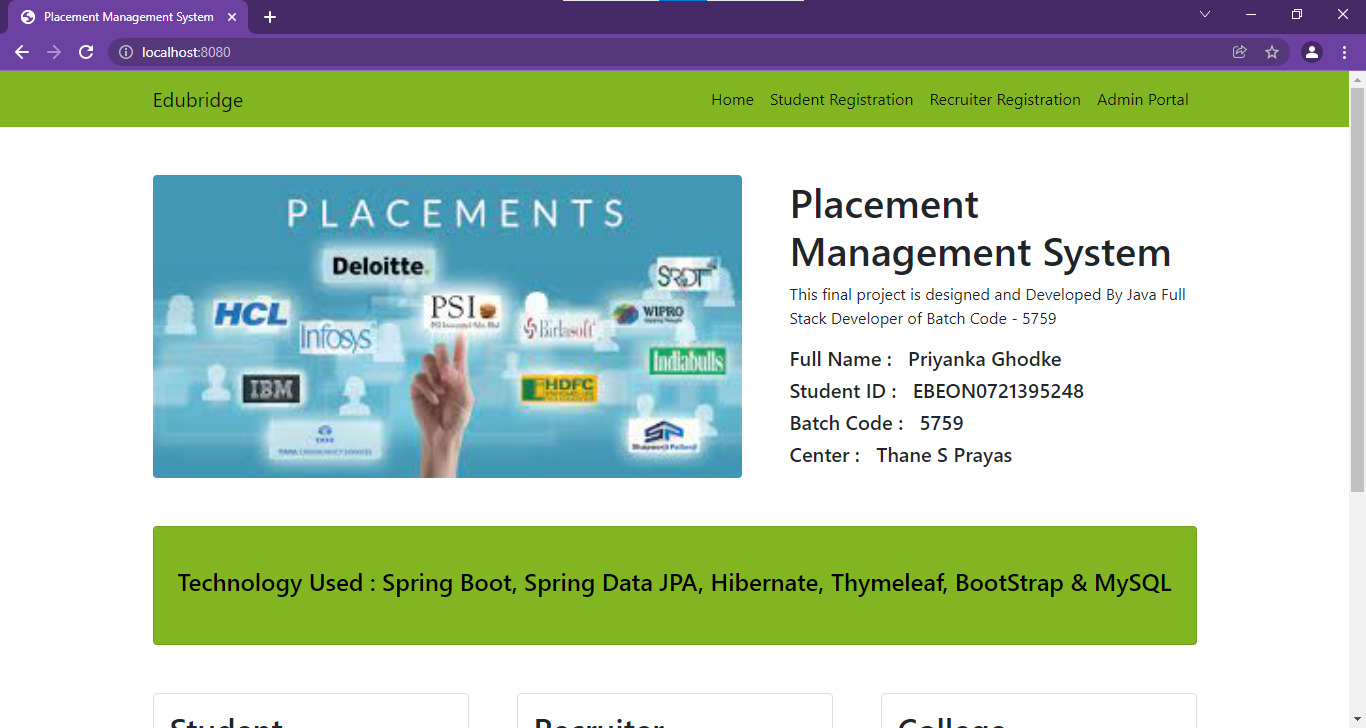 Placement Management System
localhost:8080
Edubridge
Home Student Registration Recruiter Registration Admin Portal
PLACEMENTS
Deloitte.
SRDT
HCL
PSI
WIPRO
Infosys
Birlasoft
Indiabulls
IBM
HDFC
TATA
TATA CONSULTANCY SERVICES
SP
Shapoorji Pallonji
Placement
Management System
This final project is designed and Developed By Java Full
Stack Developer of Batch Code - 5759
Full Name : Priyanka Ghodke
Student ID : EBEON0721395248
Batch Code : 5759
Center : Thane S Prayas
Technology Used : Spring Boot, Spring Data JPA, Hibernate, Thymeleaf, BootStrap & MySQL
Student Recruiter College